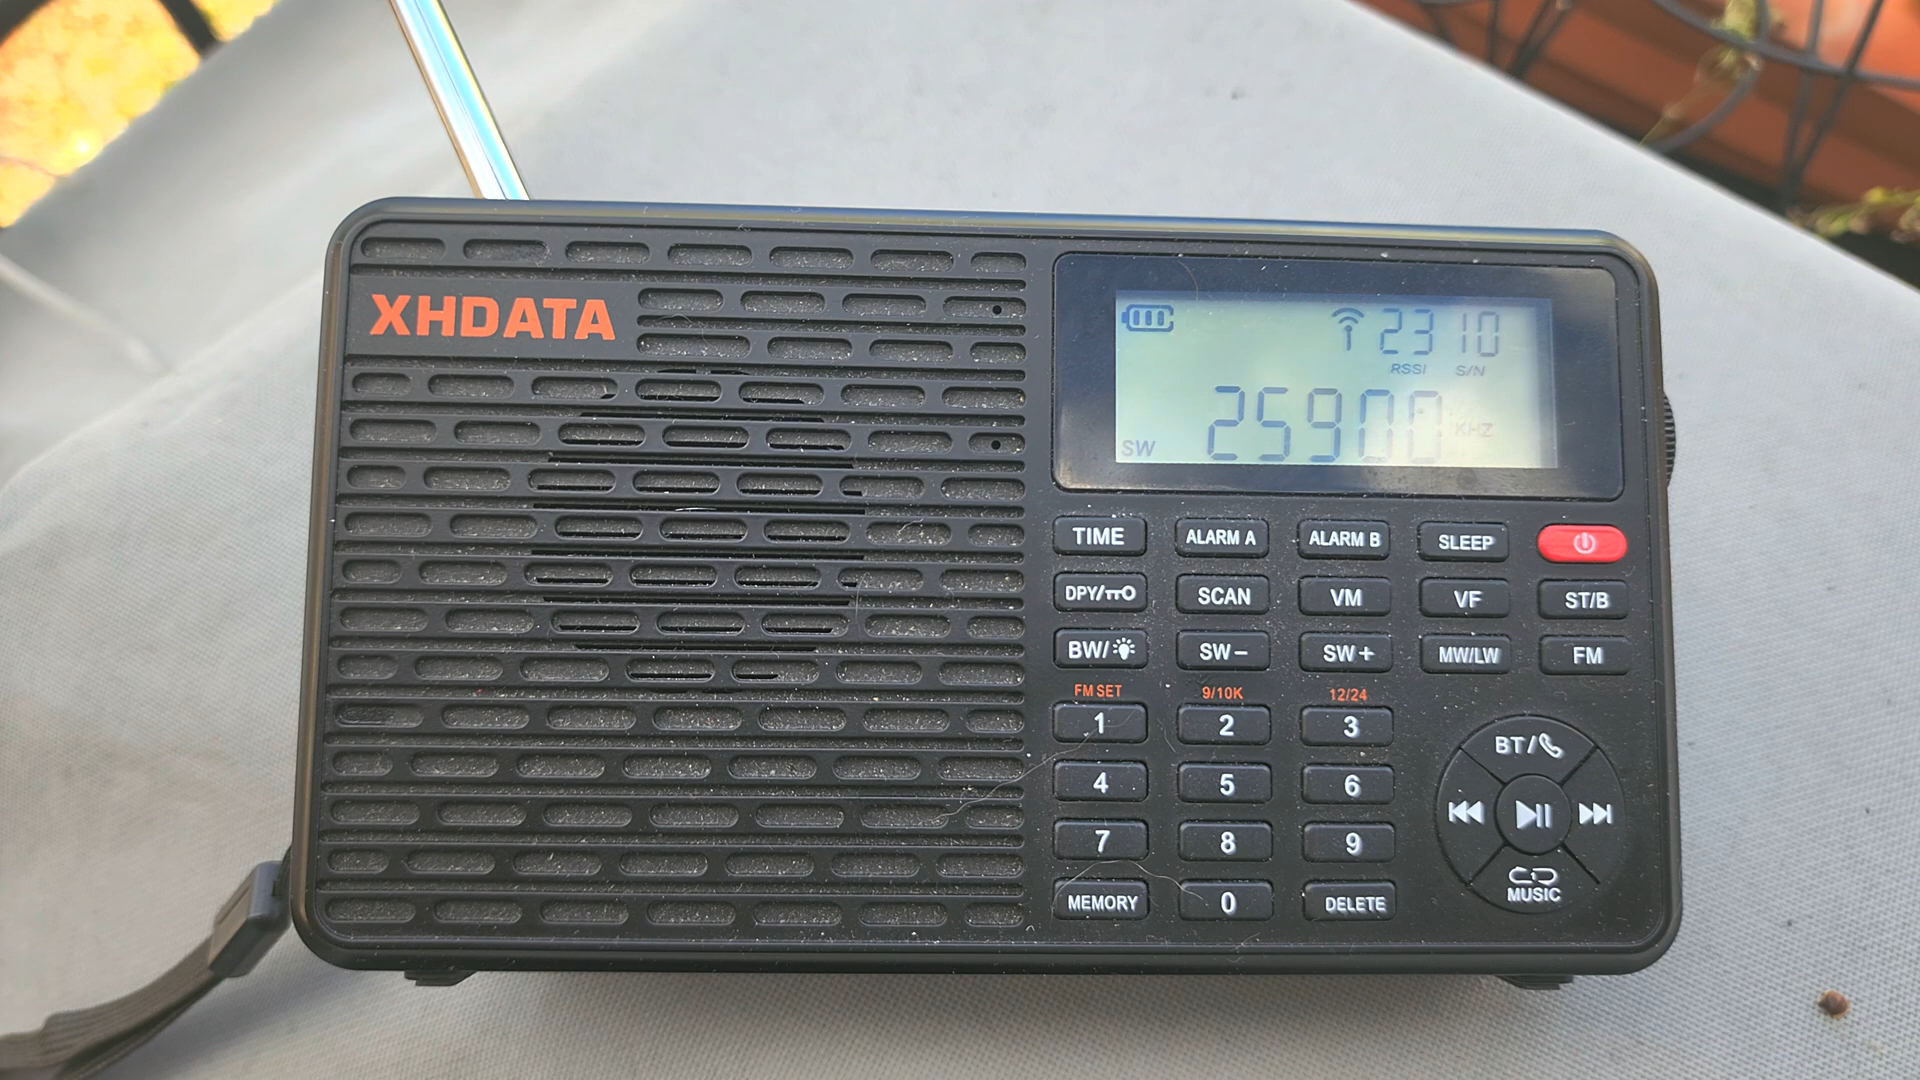 XHDATA
23 10
RSSI S/N
25900 KHZ
SW
TIME ALARM A ALARM B SLEEP
DPY/ SCAN VM VF ST/B
BW/ SW- SW+ MW/LW FM
FM SET 9/10K 12/24
1 2 3
BT/
4 5 6
7 8 9
MEMORY 0 DELETE
MUSIC